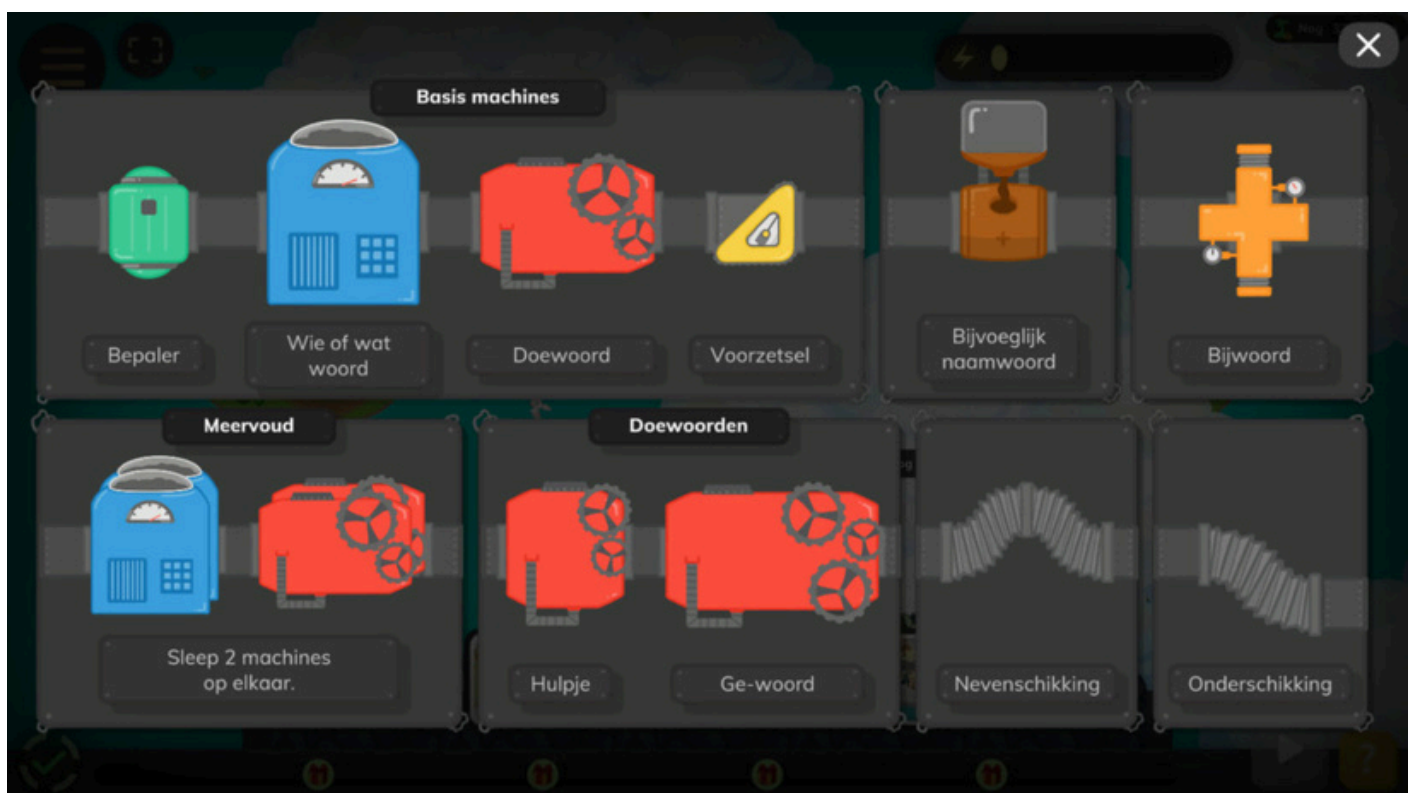 Nog
Basis machines
Bepaler
Wie of wat
woord
Doewoord
Voorzetsel
Bijvoeglijk
naamwoord
Bijwoord
Meervoud
Sleep 2 machines
op elkaar.
Doewoorden
Hulpje
Ge-woord
Nevenschikking
Onderschikking
?